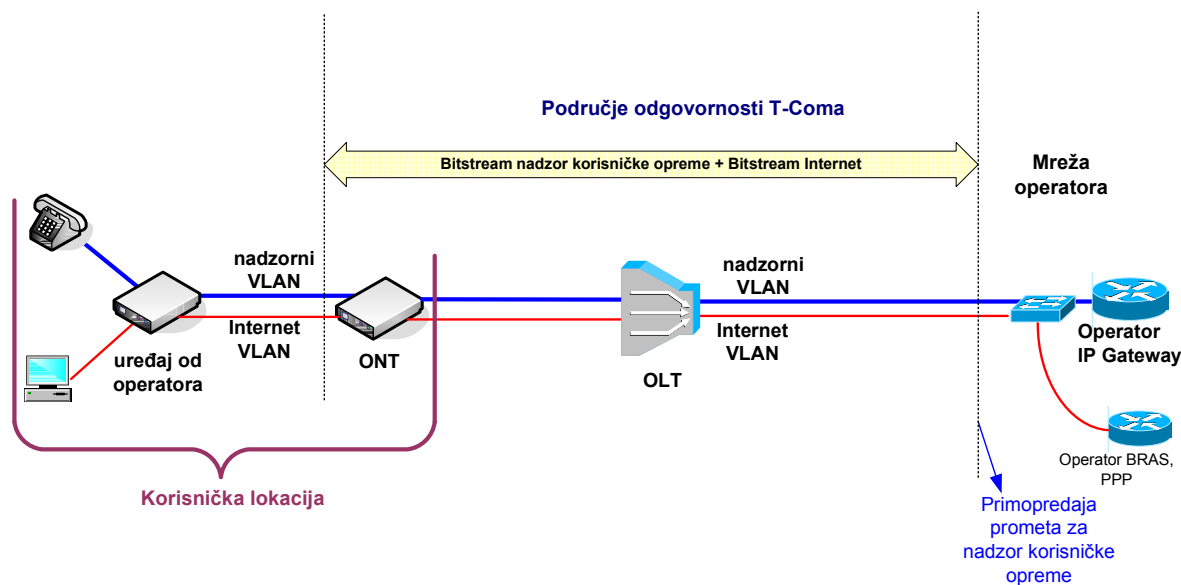 Područje odgovornosti T-Coma
Bitstream nadzor korisničke opreme + Bitstream Internet
Mreža
operatora
nadzorni
VLAN
nadzorni
VLAN
Internet
VLAN
Internet
VLAN
uređaj od
operatora
ONT
OLT
Operator
IP Gateway
Operator BRAS,
PPP
Korisnička lokacija
Primopredaja
prometa za
nadzor korisničke
opreme